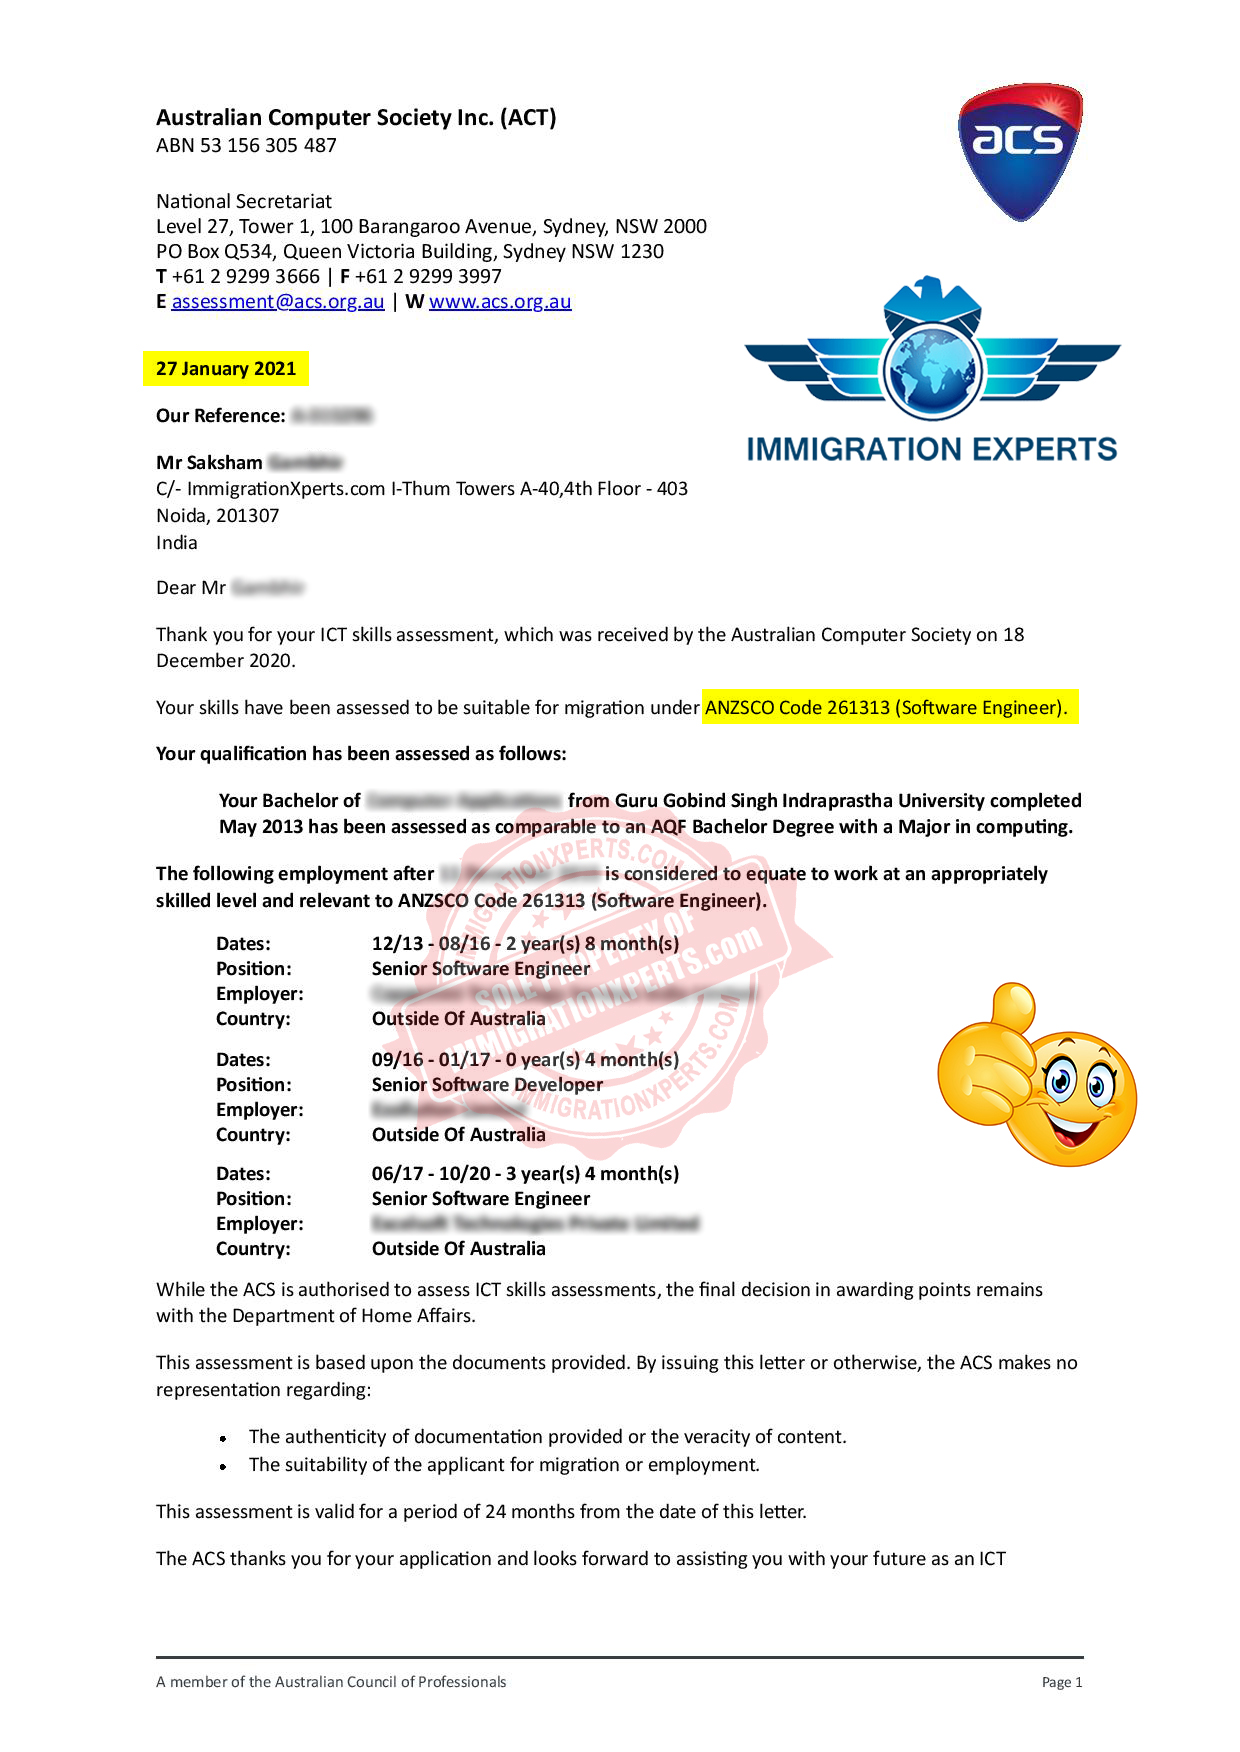 Australian Computer Society Inc. (ACT)
ABN 53 156 305 487
acs
National Secretariat
Level 27, Tower 1, 100 Barangaroo Avenue, Sydney, NSW 2000
PO Box Q534, Queen Victoria Building, Sydney NSW 1230
T +61 2 9299 3666 | F +61 2 9299 3997
E assessment@acs.org.au | W www.acs.org.au
IMMIGRATION EXPERTS
27 January 2021
Our Reference:
Mr Saksham
C/- ImmigrationXperts.com I-Thum Towers A-40,4th Floor - 403
Noida, 201307
India
Dear Mr
Thank you for your ICT skills assessment, which was received by the Australian Computer Society on 18
December 2020.
Your skills have been assessed to be suitable for migration under ANZSCO Code 261313 (Software Engineer).
Your qualification has been assessed as follows:
Your Bachelor of from Guru Gobind Singh Indraprastha University completed
May 2013 has been assessed as comparable to an AQF Bachelor Degree with a Major in computing.
The following employment after is considered to equate to work at an appropriately
skilled level and relevant to ANZSCO Code 261313 (Software Engineer).
IMMIGRATIONXPERTS.COM
SOLE PROPERTY OF
IMMIGRATIONXPERTS.com
IMMIGRATIONXPERTS.COM
Dates: 12/13 - 08/16 - 2 year(s) 8 month(s)
Position: Senior Software Engineer
Employer:
Country: Outside Of Australia
Dates: 09/16 - 01/17 - 0 year(s) 4 month(s)
Position: Senior Software Developer
Employer:
Country: Outside Of Australia
Dates: 06/17 - 10/20 - 3 year(s) 4 month(s)
Position: Senior Software Engineer
Employer:
Country: Outside Of Australia
While the ACS is authorised to assess ICT skills assessments, the final decision in awarding points remains
with the Department of Home Affairs.
This assessment is based upon the documents provided. By issuing this letter or otherwise, the ACS makes no
representation regarding:
• The authenticity of documentation provided or the veracity of content.
• The suitability of the applicant for migration or employment.
This assessment is valid for a period of 24 months from the date of this letter.
The ACS thanks you for your application and looks forward to assisting you with your future as an ICT
A member of the Australian Council of Professionals Page 1